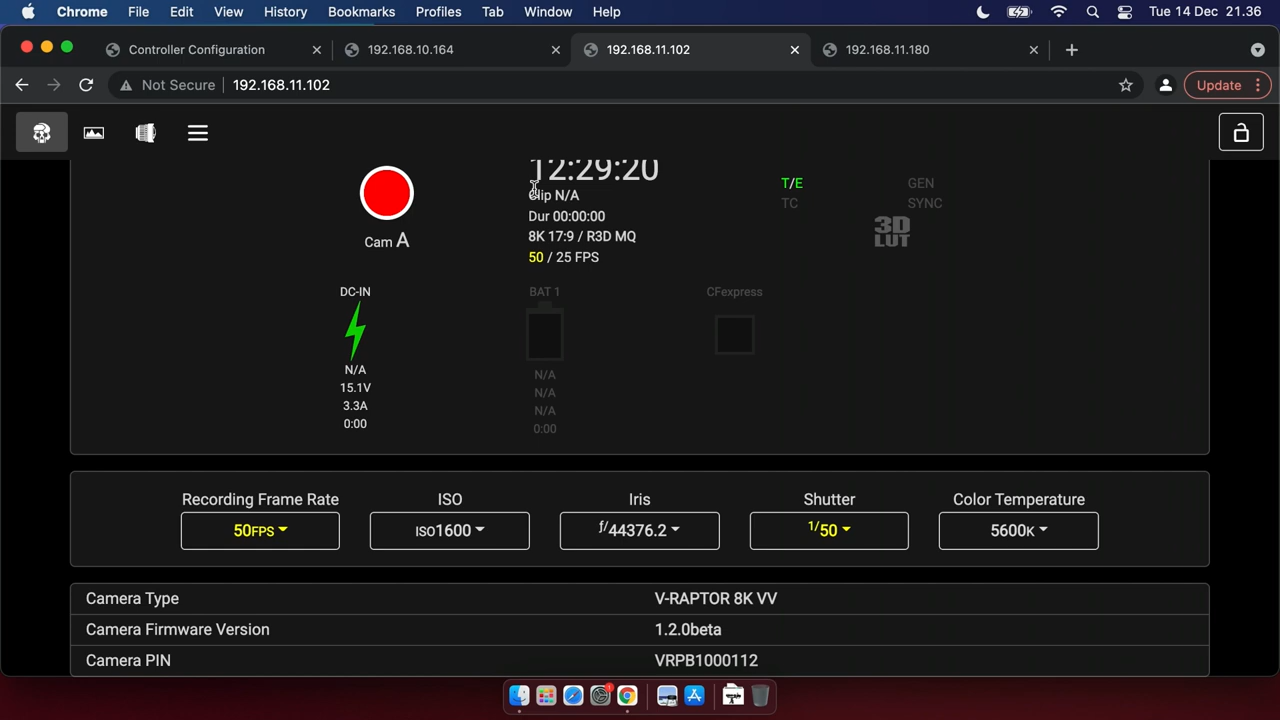 Chrome File Edit View History Bookmarks Profiles Tab Window Help Tue 14 Dec 21.36
Controller Configuration 192.168.10.164 192.168.11.102 192.168.11.180
Not Secure 192.168.11.102 Update
12:29:20
Clip N/A
Dur 00:00:00
8K 17:9 / R3D MQ
50 / 25 FPS
Cam A
T/E GEN
TC SYNC
3D
LUT
DC-IN BAT 1 CFexpress
N/A
15.1V
3.3A
0:00
N/A
N/A
N/A
0:00
Recording Frame Rate ISO Iris Shutter Color Temperature
50FPS ISO1600 ƒ/44376.2 1/50 5600K
Camera Type V-RAPTOR 8K VV
Camera Firmware Version 1.2.0beta
Camera PIN VRPB1000112
1